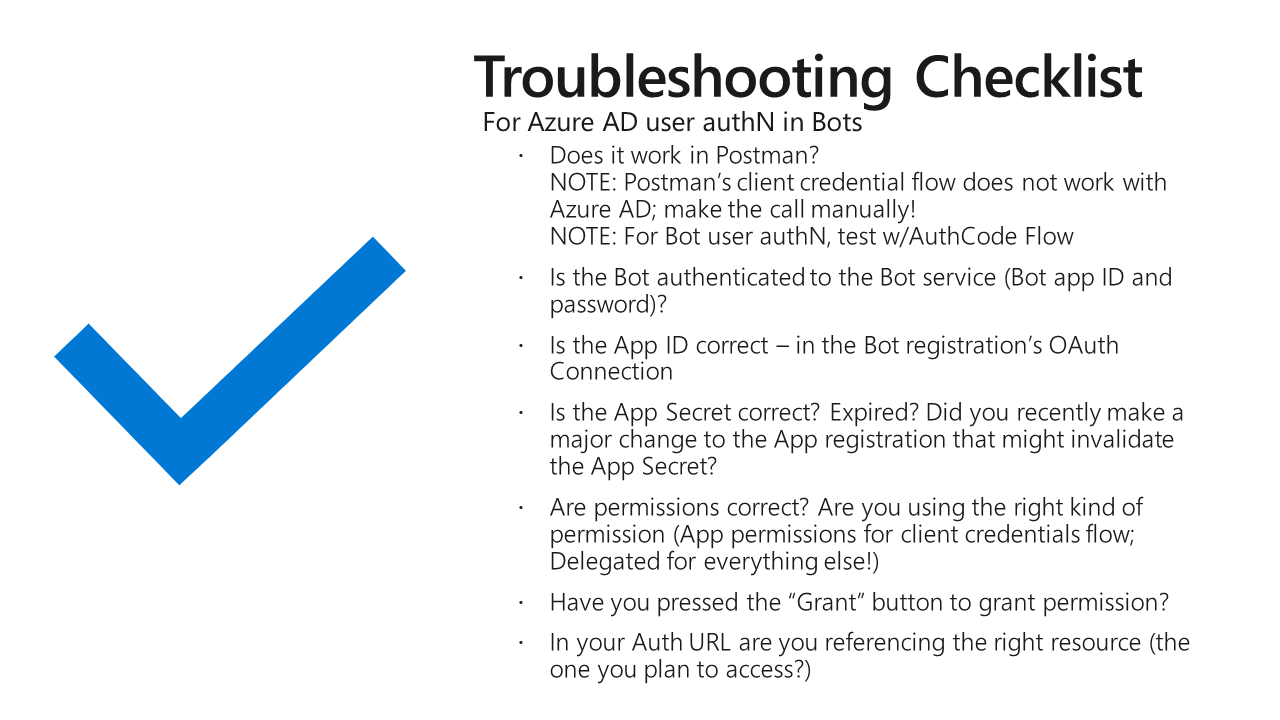 Troubleshooting Checklist
For Azure AD user authN in Bots
· Does it work in Postman?
NOTE: Postman’s client credential flow does not work with
Azure AD; make the call manually!
NOTE: For Bot user authN, test w/AuthCode Flow
· Is the Bot authenticated to the Bot service (Bot app ID and
password)?
· Is the App ID correct – in the Bot registration’s OAuth
Connection
· Is the App Secret correct? Expired? Did you recently make a
major change to the App registration that might invalidate
the App Secret?
· Are permissions correct? Are you using the right kind of
permission (App permissions for client credentials flow;
Delegated for everything else!)
· Have you pressed the “Grant” button to grant permission?
· In your Auth URL are you referencing the right resource (the
one you plan to access?)